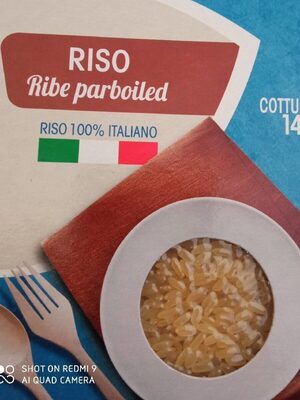 RISO
Ribe parboiled
RISO 100% ITALIANO
COTTU
14
SHOT ON REDMI 9
AI QUAD CAMERA